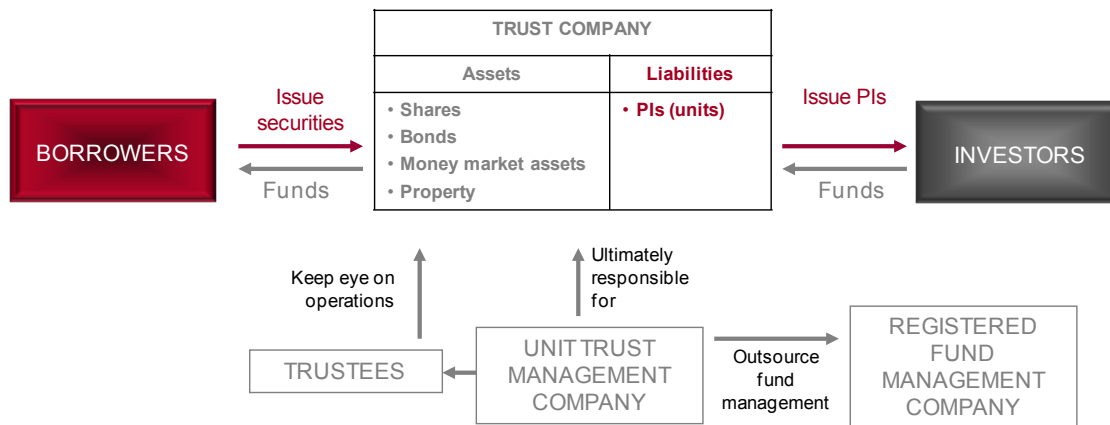 TRUST COMPANY
Assets
Liabilities
• Shares
• Bonds
• Money market assets
• Property
• PIs (units)
BORROWERS
Issue
securities
Funds
Issue PIs
Funds
INVESTORS
Keep eye on
operations
Ultimately
responsible
for
TRUSTEES
UNIT TRUST
MANAGEMENT
COMPANY
Outsource
fund
management
REGISTERED
FUND
MANAGEMENT
COMPANY